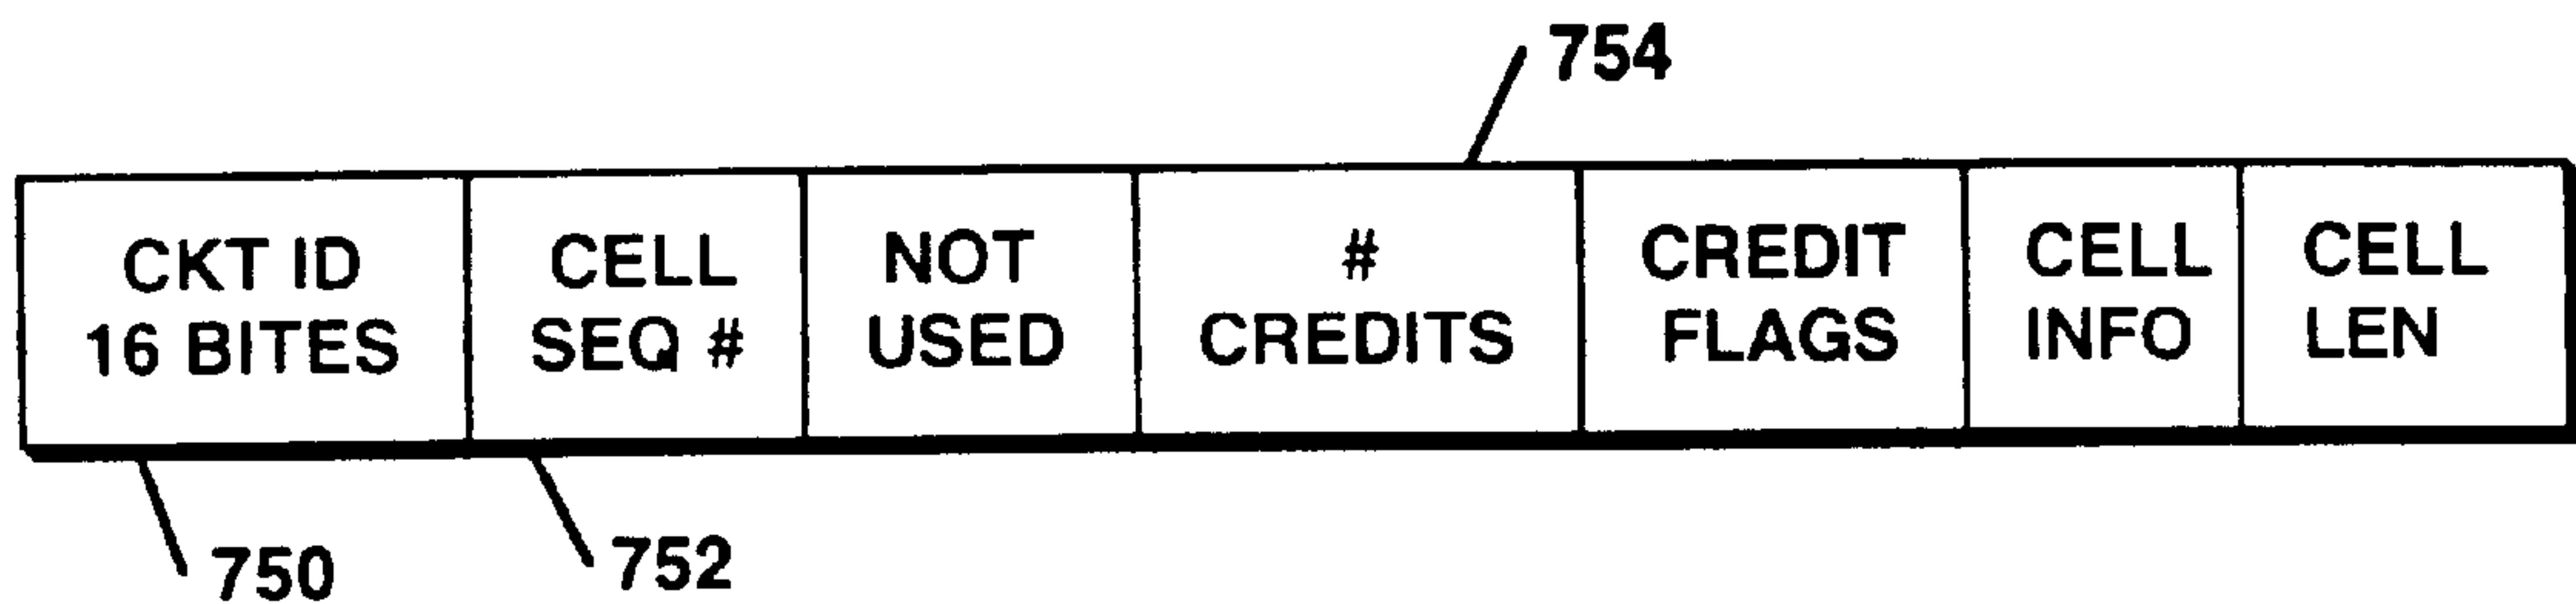 754
CKT ID
16 BITES
CELL
SEQ #
NOT
USED
#
CREDITS
CREDIT
FLAGS
CELL
INFO
CELL
LEN
750
752